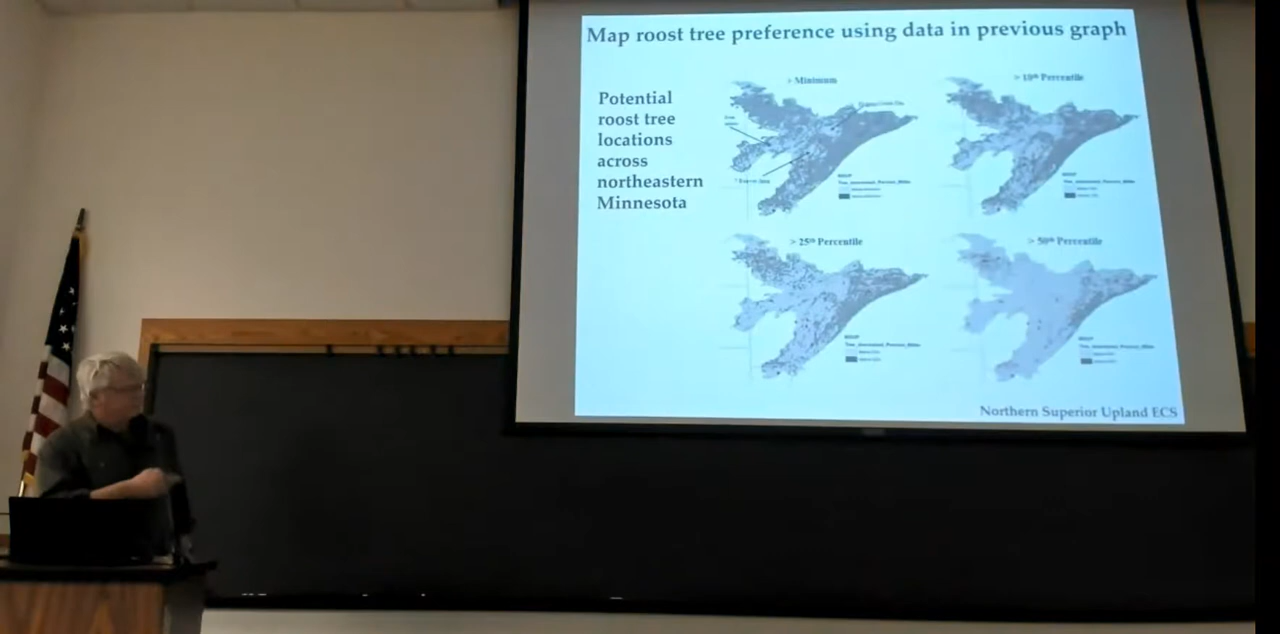 Map roost tree preference using data in previous graph
Potential
roost tree
locations
across
northeastern
Minnesota
> Minimum
> 10th Percentile
> 25th Percentile
> 50th Percentile
Northern Superior Upland ECS